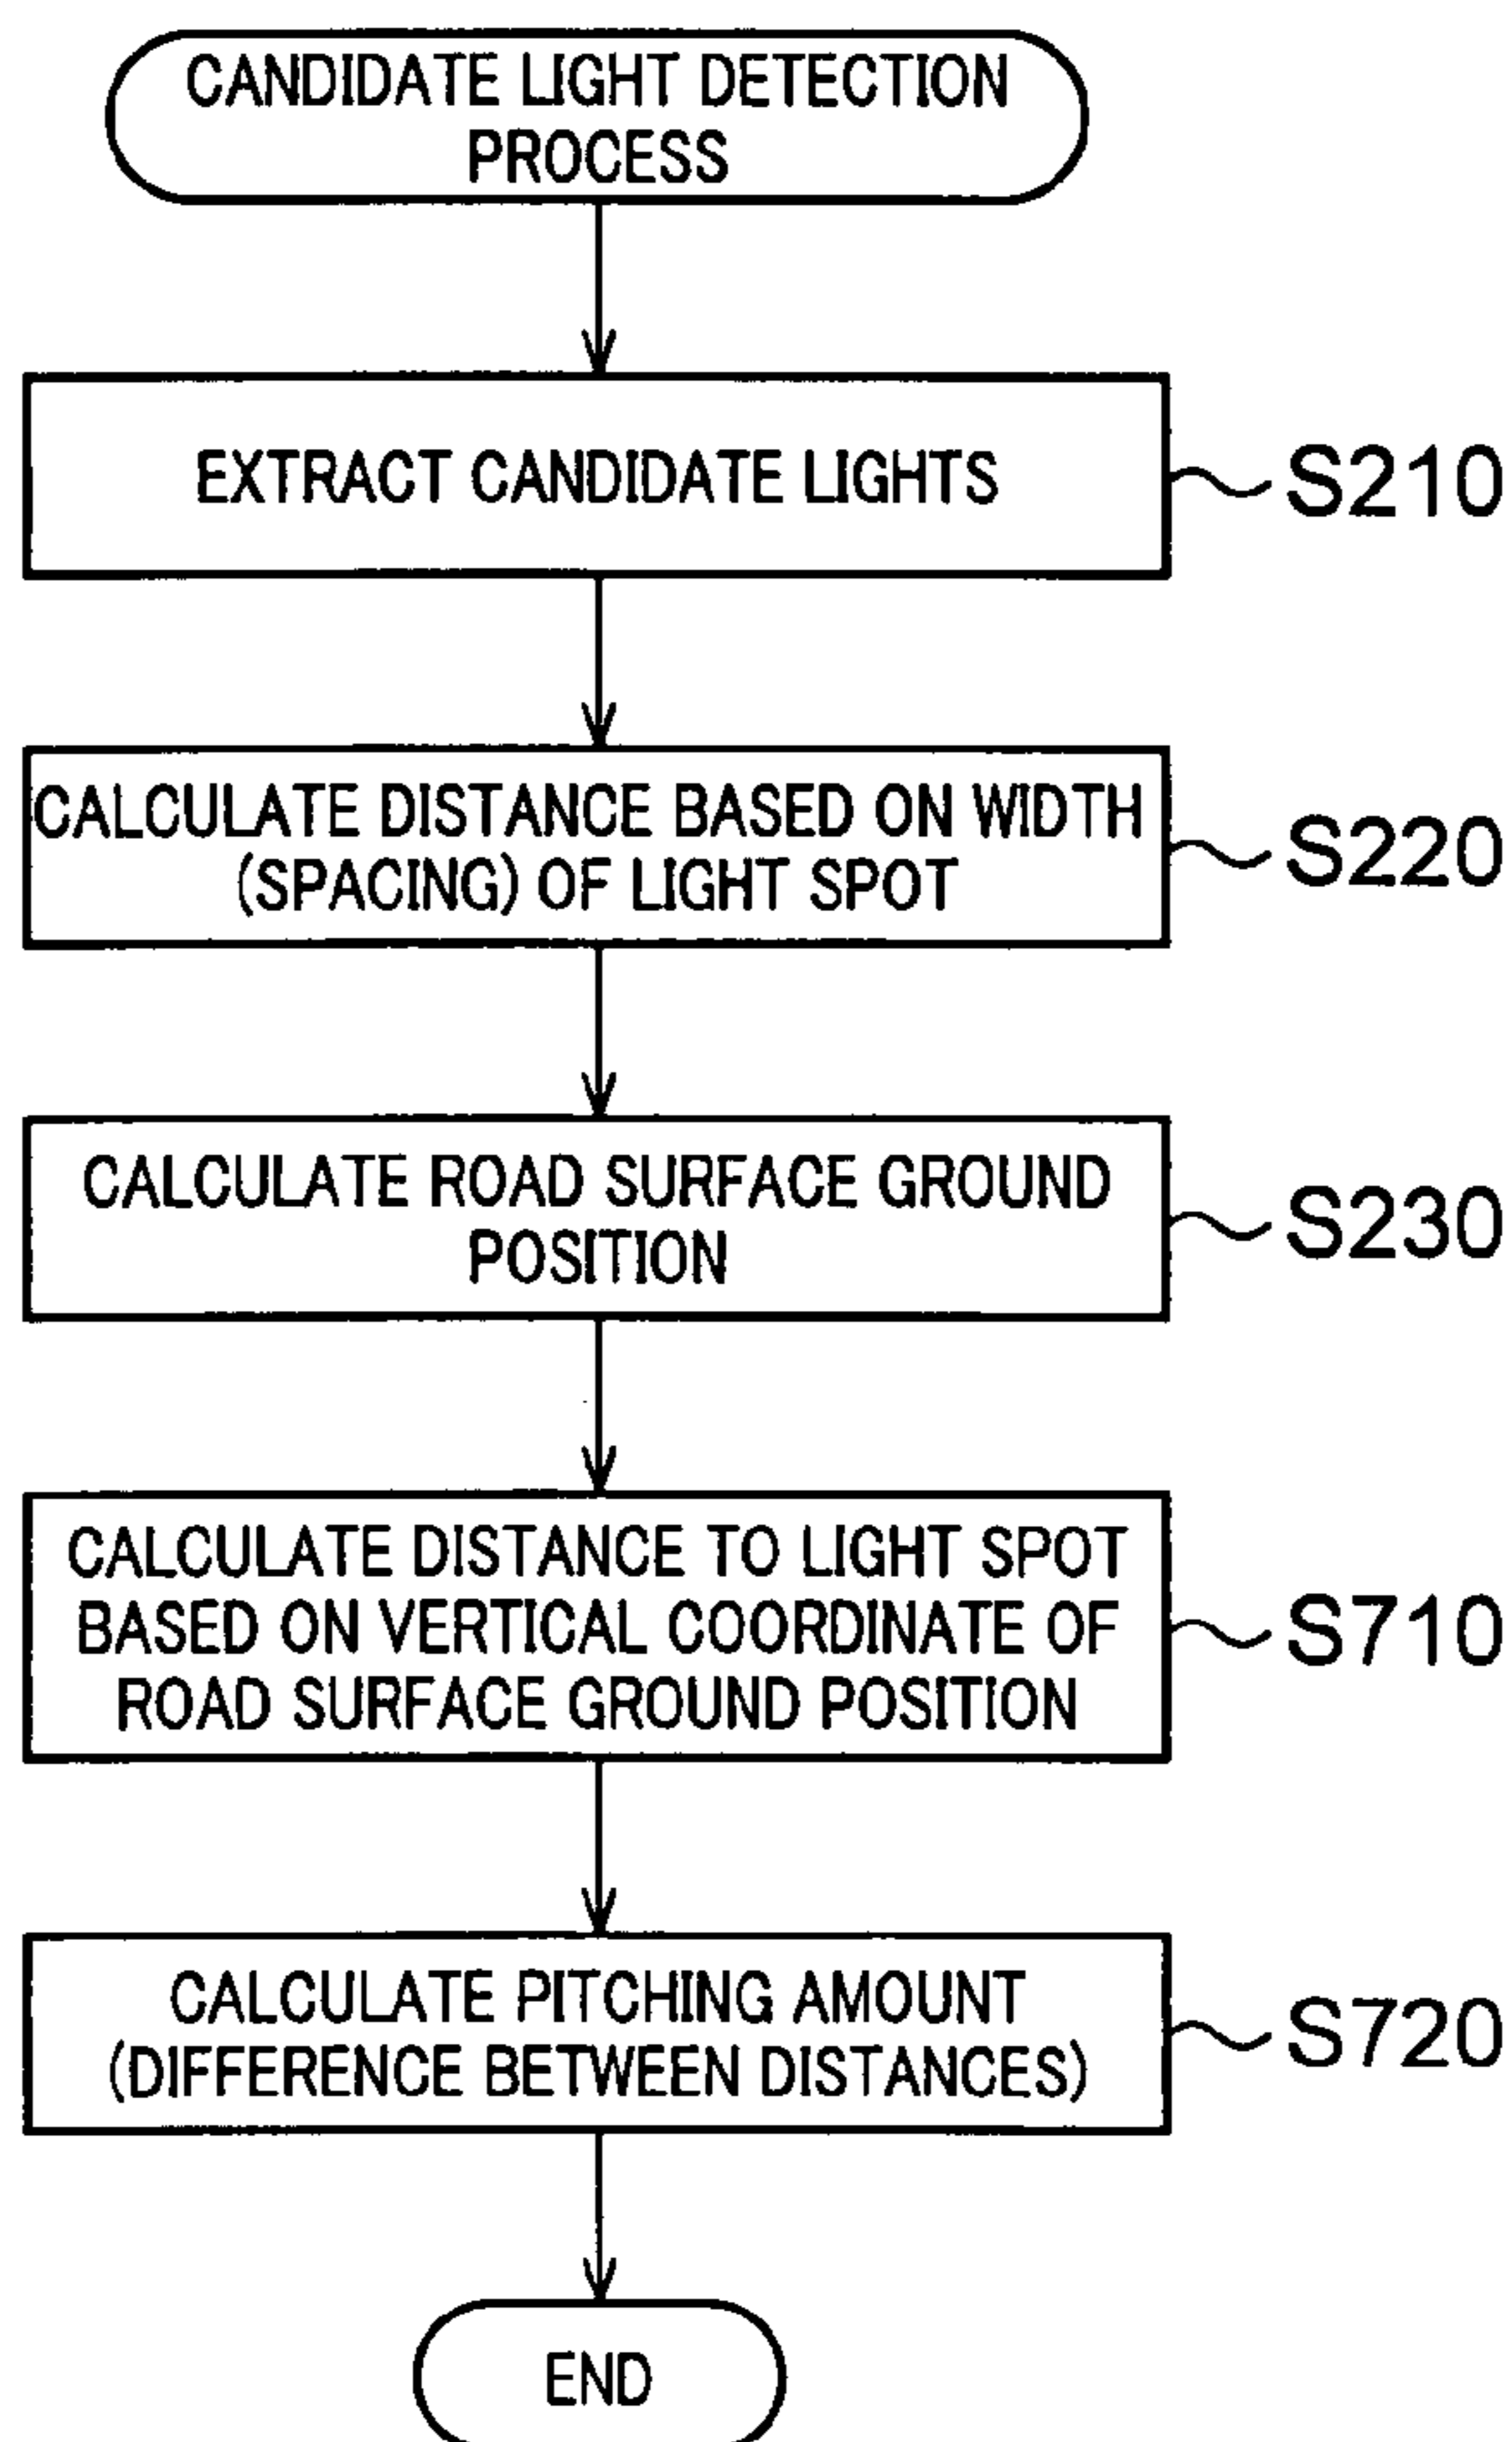 CANDIDATE LIGHT DETECTION
PROCESS
EXTRACT CANDIDATE LIGHTS
S210
CALCULATE DISTANCE BASED ON WIDTH
(SPACING) OF LIGHT SPOT
S220
CALCULATE ROAD SURFACE GROUND
POSITION
S230
CALCULATE DISTANCE TO LIGHT SPOT
BASED ON VERTICAL COORDINATE OF
ROAD SURFACE GROUND POSITION
S710
CALCULATE PITCHING AMOUNT
(DIFFERENCE BETWEEN DISTANCES)
S720
END